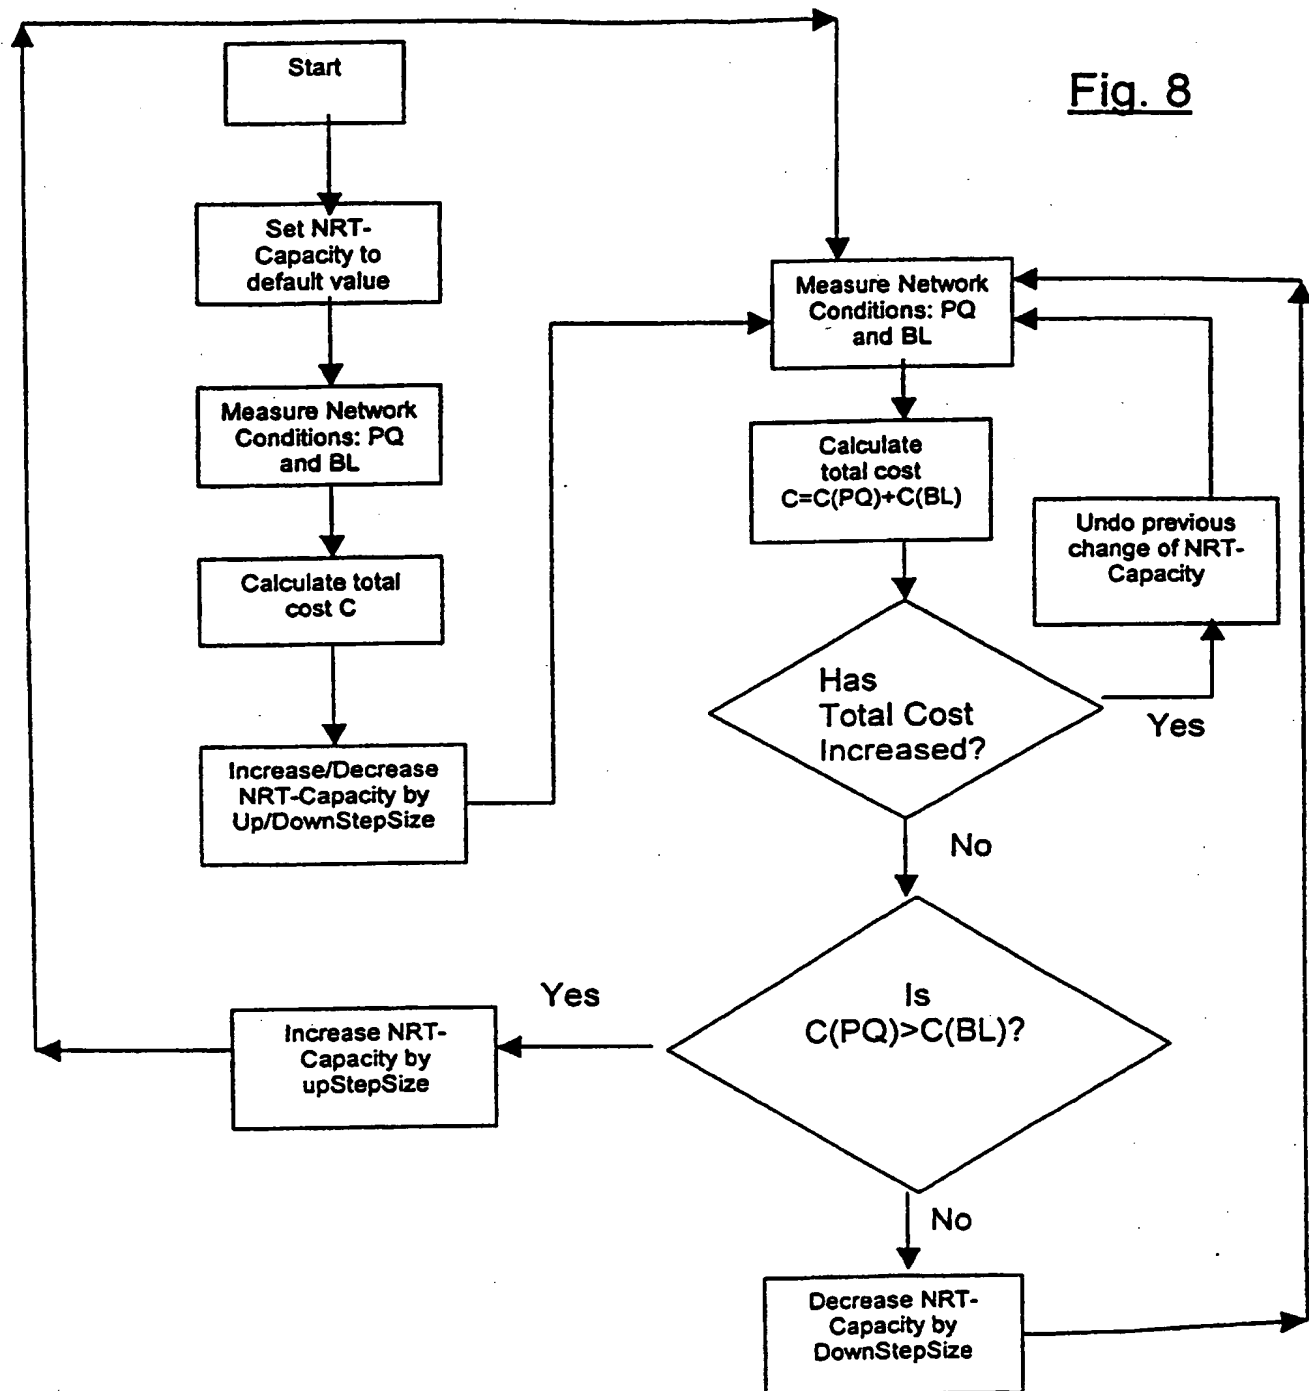 Fig. 8
Start
Set NRT-
Capacity to
default value
Measure Network
Conditions: PQ
and BL
Calculate total
cost C
Increase/Decrease
NRT-Capacity by
Up/DownStepSize
Measure Network
Conditions: PQ
and BL
Calculate
total cost
C=C(PQ)+C(BL)
Undo previous
change of NRT-
Capacity
Has
Total Cost
Increased?
Yes
No
Is
C(PQ)>C(BL)?
Yes
Increase NRT-
Capacity by
upStepSize
No
Decrease NRT-
Capacity by
DownStepSize